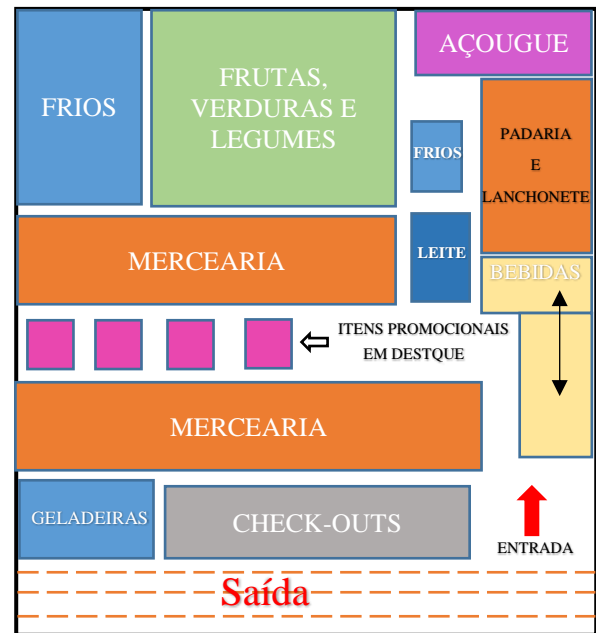 AÇOUGUE
FRIOS
FRUTAS,
VERDURAS E
LEGUMES
FRIOS
PADARIA
E
LANCHONETE
MERCEARIA
LEITE
BEBIDAS
ITENS PROMOCIONAIS
EM DESTQUE
MERCEARIA
GELADEIRAS
CHECK-OUTS
ENTRADA
Saída